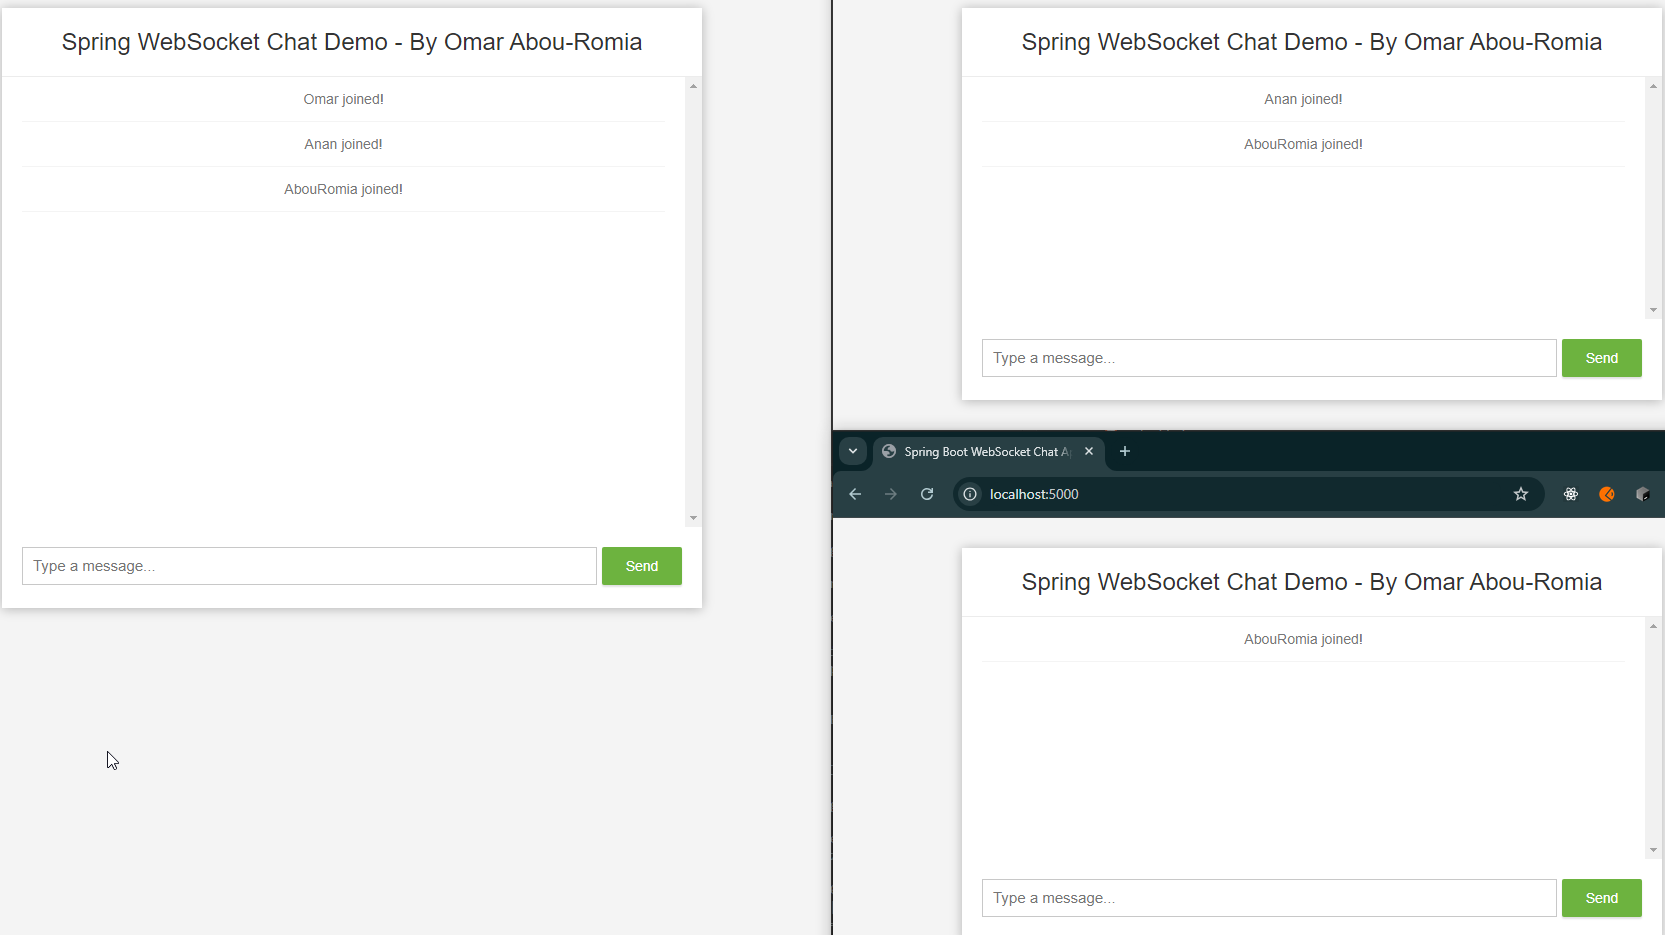 Spring WebSocket Chat Demo - By Omar Abou-Romia
Omar joined!
Anan joined!
AbouRomia joined!
Type a message...
Send
Spring WebSocket Chat Demo - By Omar Abou-Romia
Anan joined!
AbouRomia joined!
Type a message...
Send
Spring Boot WebSocket Chat A
localhost:5000
Spring WebSocket Chat Demo - By Omar Abou-Romia
AbouRomia joined!
Type a message...
Send